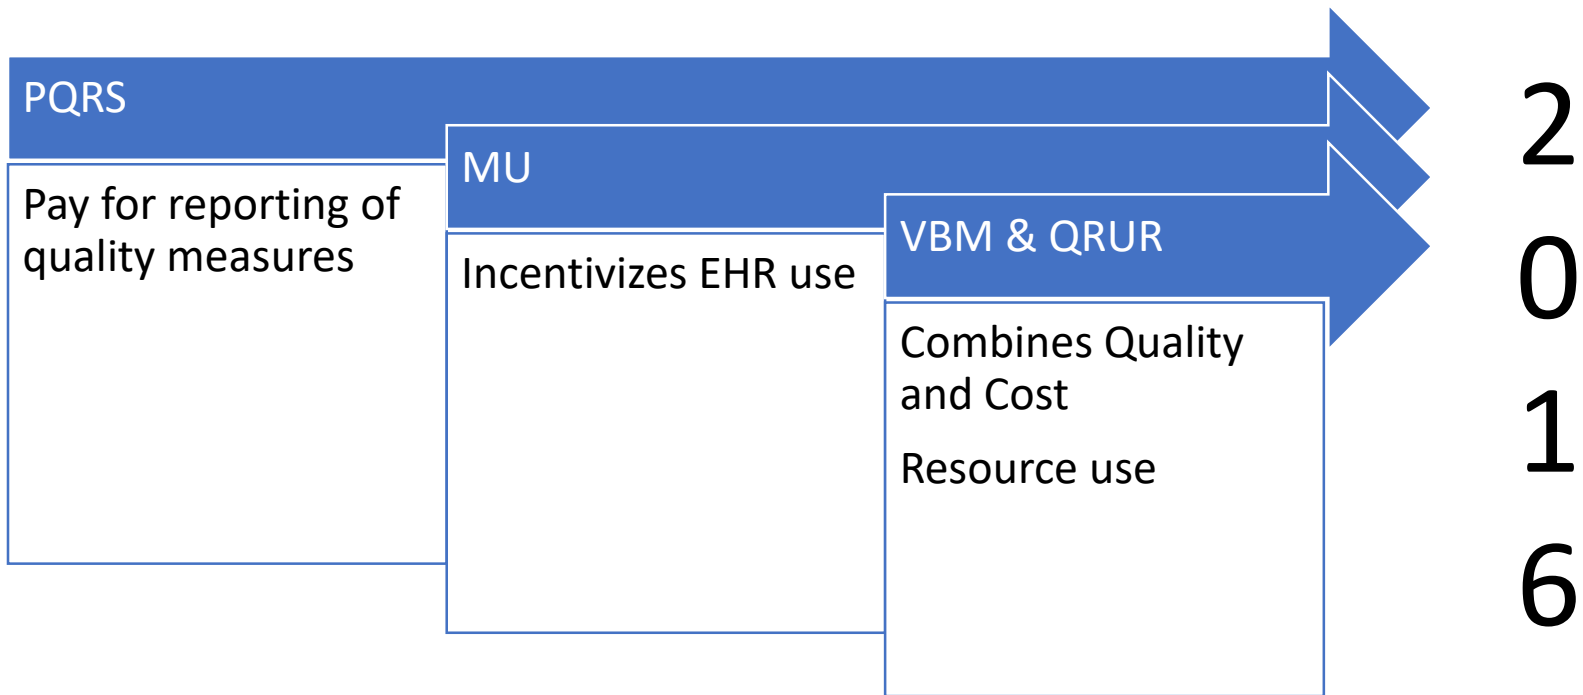 PQRS
Pay for reporting of
quality measures
MU
Incentivizes EHR use
VBM & QRUR
Combines Quality
and Cost
Resource use
2
0
1
6